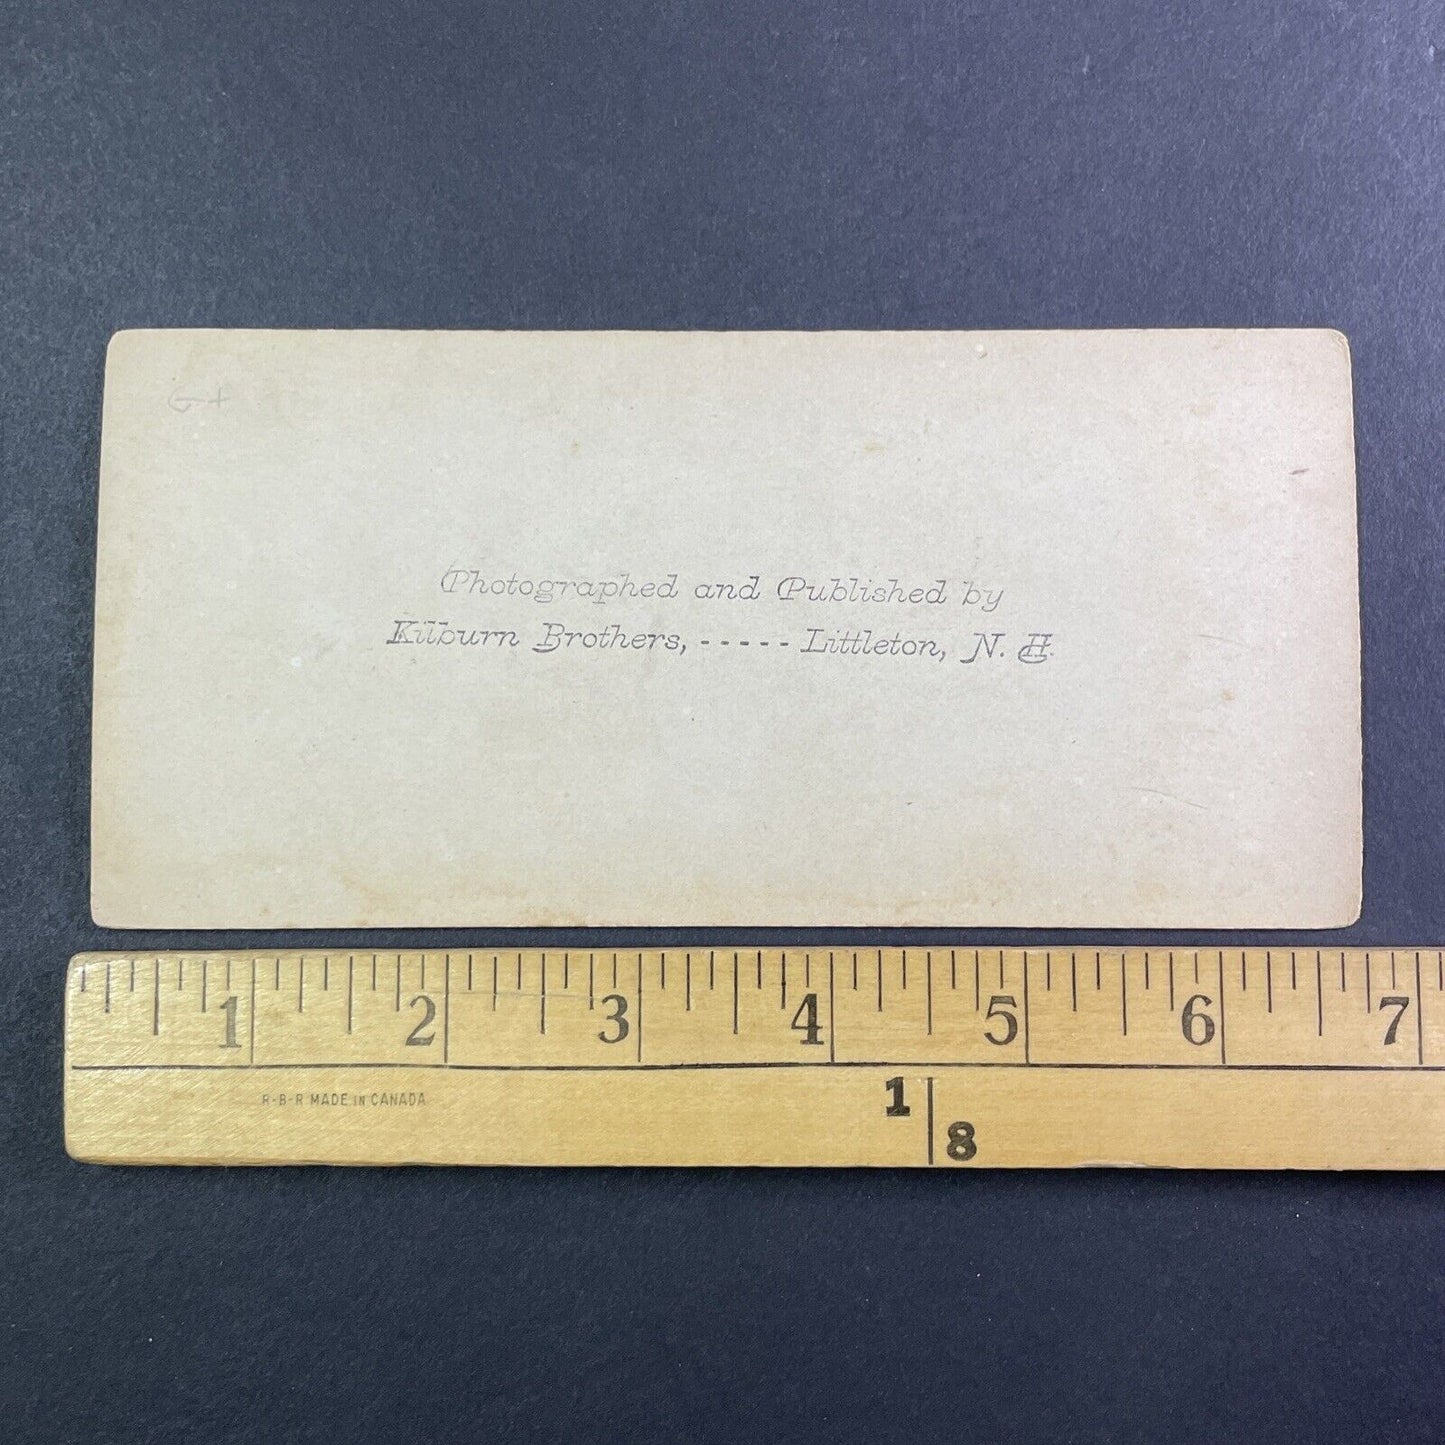 G+
Photographed and Published by
Kilburn Brothers, - - - - - Littleton, N. H.
1 2 3 4 5 6 7
R-B-R MADE IN CANADA
1 8